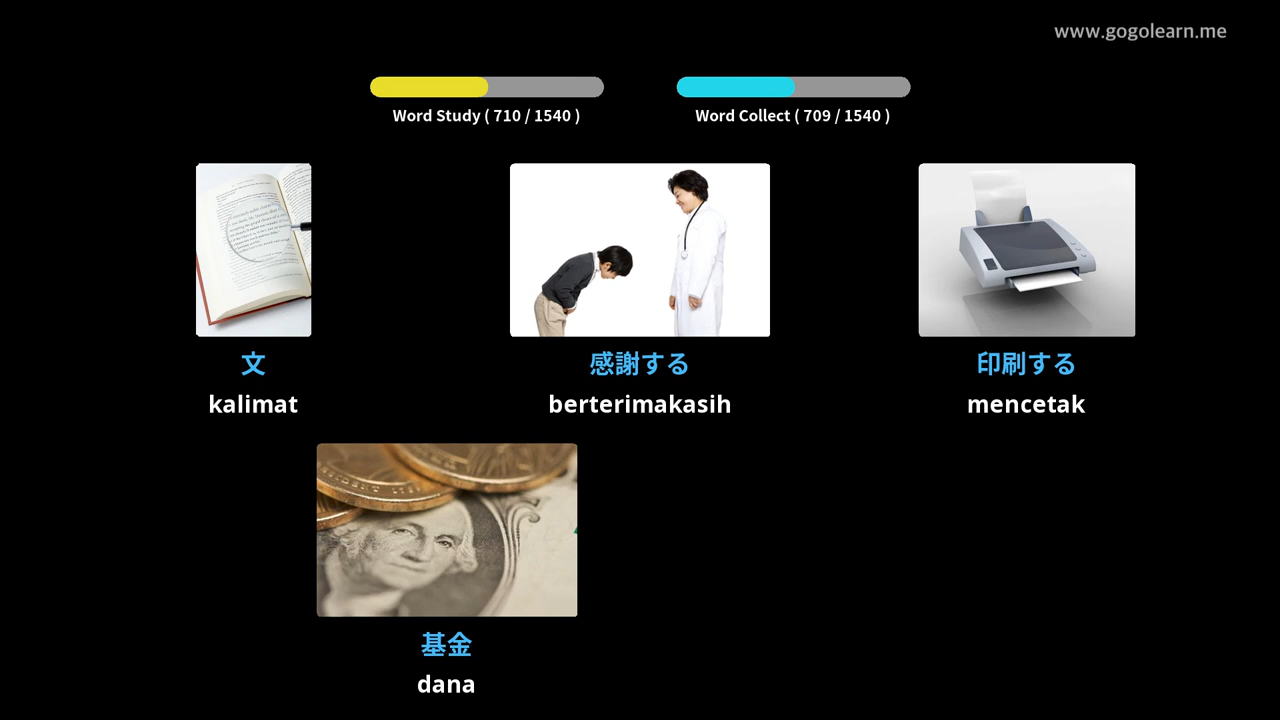 www.gogolearn.me
Word Study ( 710 / 1540 )
Word Collect ( 709 / 1540 )
文
感謝する
印刷する
kalimat
berterimakasih
mencetak
基金
dana